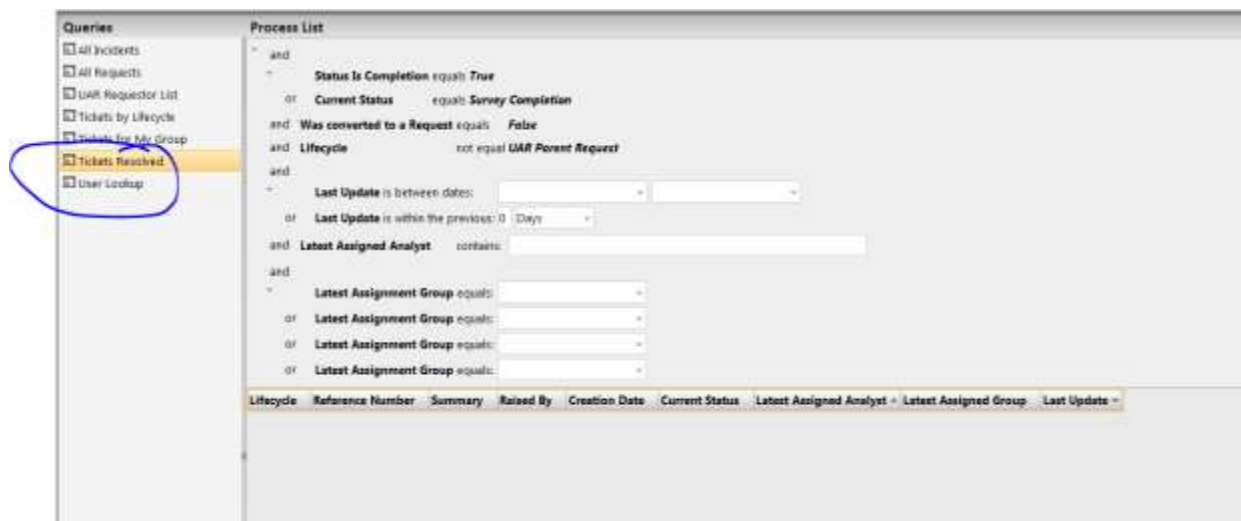 Queries
All Incidents
All Requests
UAR Requestor List
Tickets by Lifecycle
Tickets for My Group
Tickets Resolved
User Lookup
Process List
and
Status Is Completion equals True
or Current Status equals Survey Completion
and Was converted to a Request equals False
and Lifecycle not equal UAR Parent Request
and
Last Update is between dates:
or Last Update is within the previous: 0 Days
and Latest Assigned Analyst contains:
and
Latest Assignment Group equals:
or Latest Assignment Group equals:
or Latest Assignment Group equals:
or Latest Assignment Group equals:
Lifecycle Reference Number Summary Raised By Creation Date Current Status Latest Assigned Analyst Latest Assigned Group Last Update